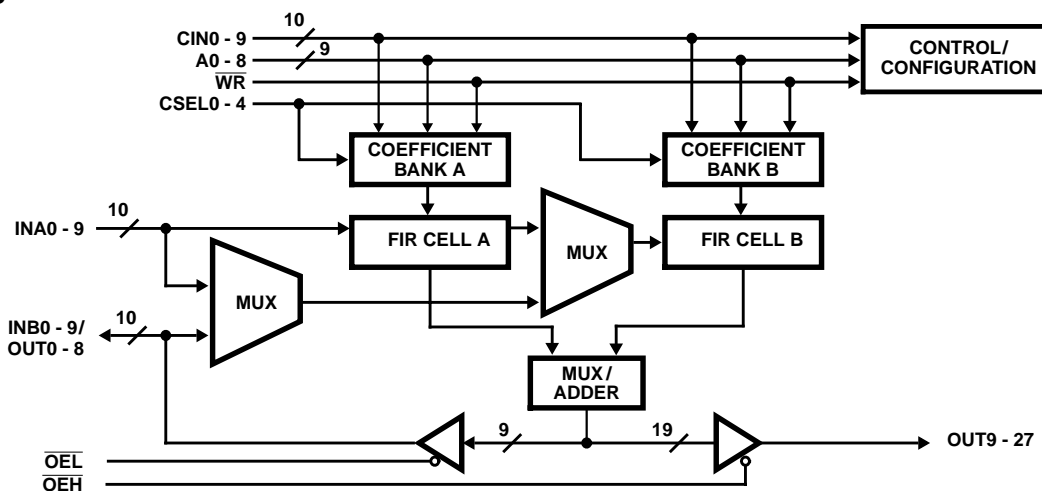 10
CIN0 - 9
9
A0 - 8
WR
CSEL0 - 4
CONTROL/
CONFIGURATION
COEFFICIENT
BANK A
COEFFICIENT
BANK B
10
INA0 - 9
FIR CELL A
MUX
FIR CELL B
MUX
10
INB0 - 9/
OUT0 - 8
MUX /
ADDER
9
19
OUT9 - 27
OEL
OEH